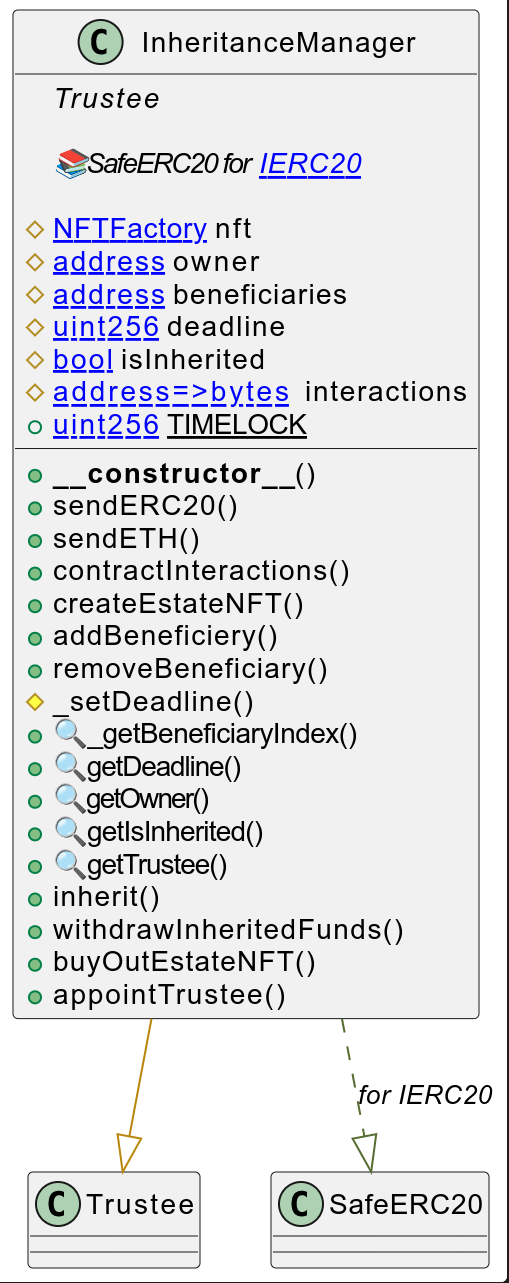 C InheritanceManager
Trustee
📚SafeERC20 for IERC20
NFTFactory nft
address owner
address beneficiaries
uint256 deadline
bool isInherited
address=>bytes interactions
uint256 TIMELOCK
__constructor__()
sendERC20()
sendETH()
contractInteractions()
createEstateNFT()
addBeneficiery()
removeBeneficiary()
_setDeadline()
🔍_getBeneficiaryIndex()
🔍getDeadline()
🔍getOwner()
🔍getIsInherited()
🔍getTrustee()
inherit()
withdrawInheritedFunds()
buyOutEstateNFT()
appointTrustee()
for IERC20
C Trustee
C SafeERC20